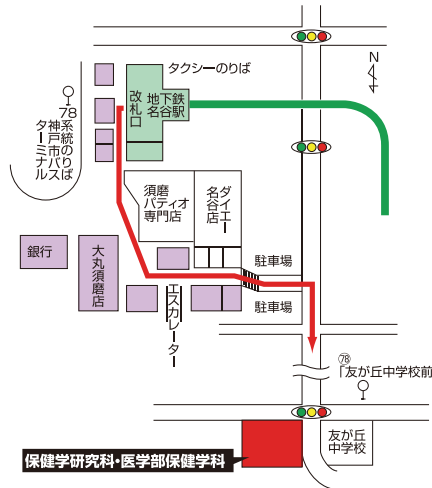 タクシーのりば
N
地下鉄
名谷駅
改札口
78系統のりば
神戸市バス
ターミナル
須磨
パティオ
専門店
ダイエー
名谷店
銀行
大丸須磨店
駐車場
エスカレーター
駐車場
78
「友が丘中学校前
友が丘
中学校
保健学研究科・医学部保健学科